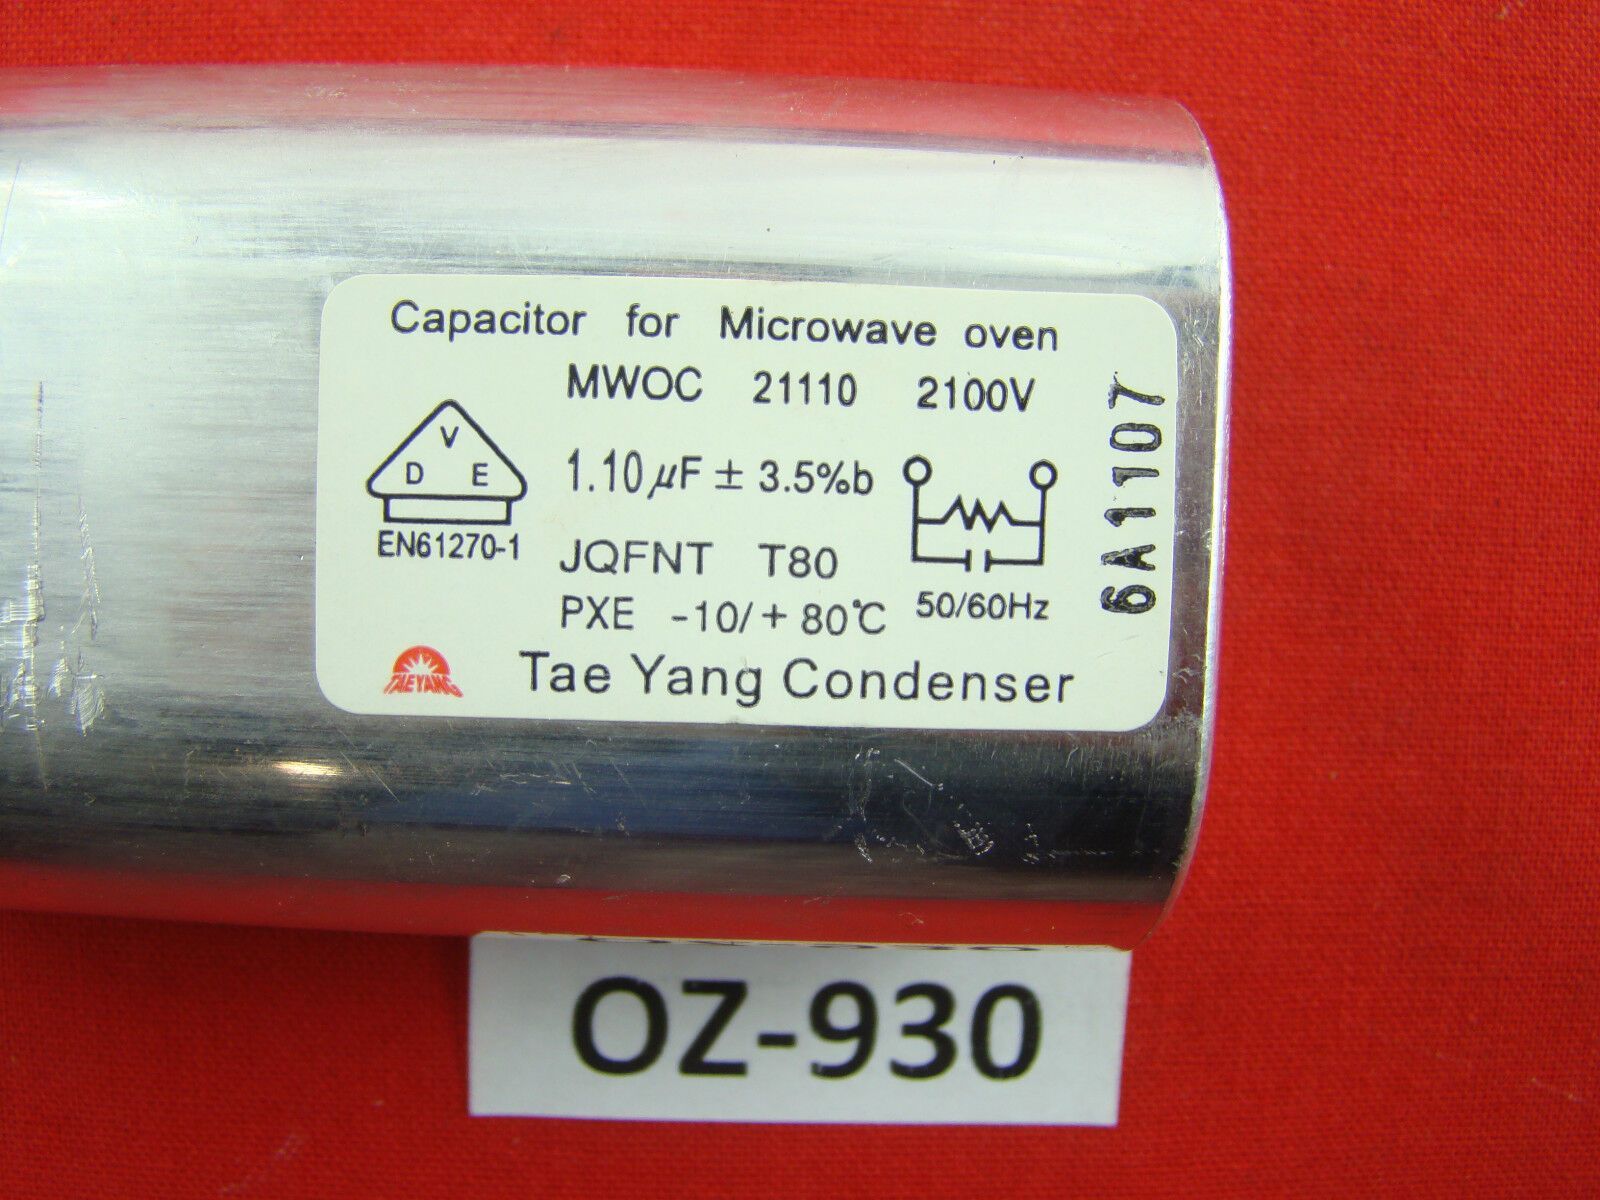 Capacitor for Microwave oven
MWOC 21110 2100V
V
D E
1.10µF ± 3.5%b
EN61270-1
JQFNT T80
PXE -10/+80℃
50/60Hz
TAEYANG
Tae Yang Condenser
6A1107
OZ-930